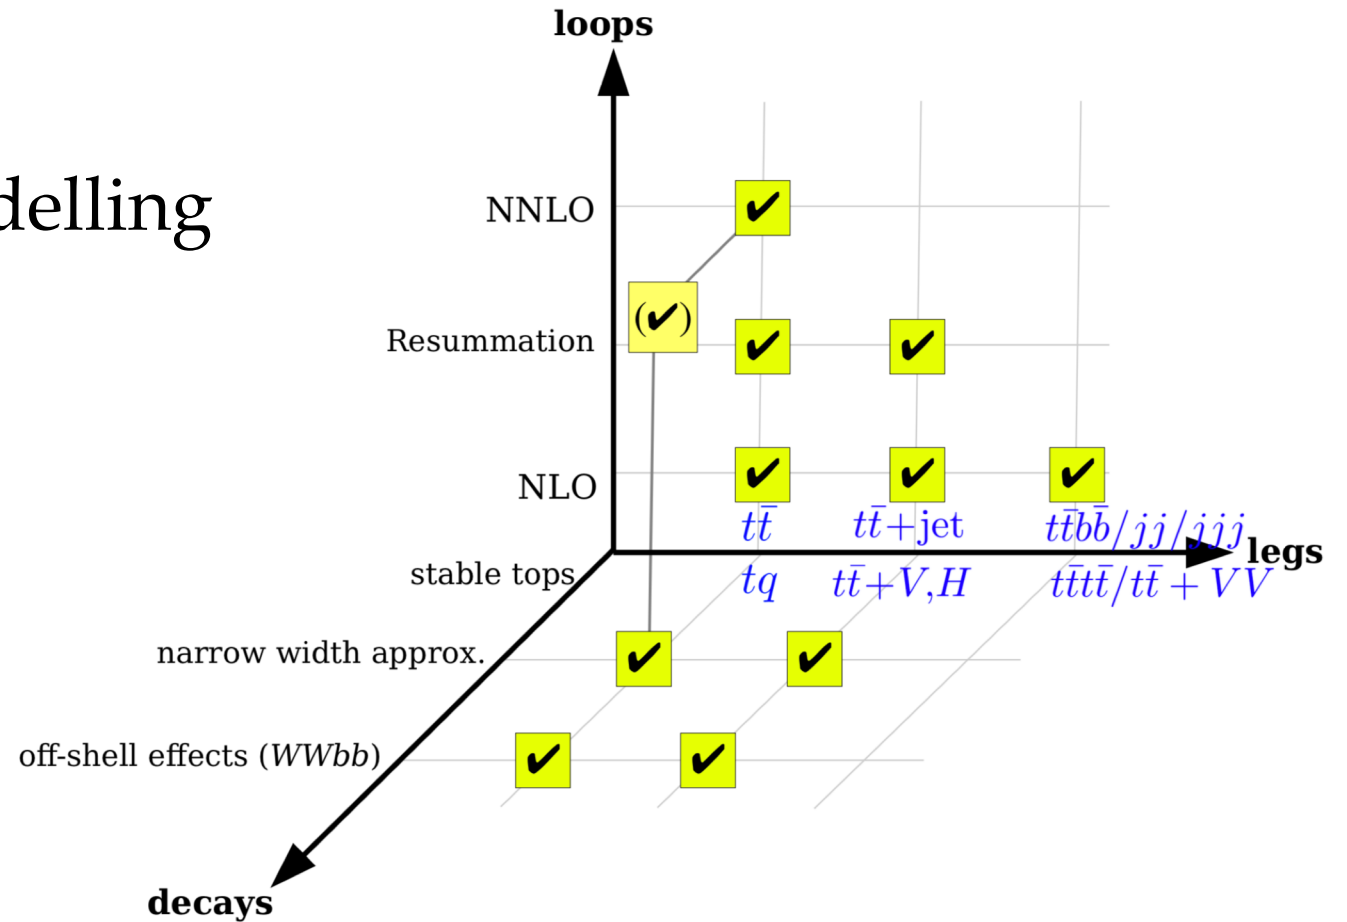 loops
delling
NNLO
✔
(✔)
Resummation
✔ ✔
NLO
✔ ✔ ✔
tt̄ tt̄+jet tt̄bb̄/jj/jjj
legs
stable tops
tq tt̄+V,H tt̄tt̄/tt̄ + VV
narrow width approx.
✔ ✔
off-shell effects (WWbb)
✔ ✔
decays